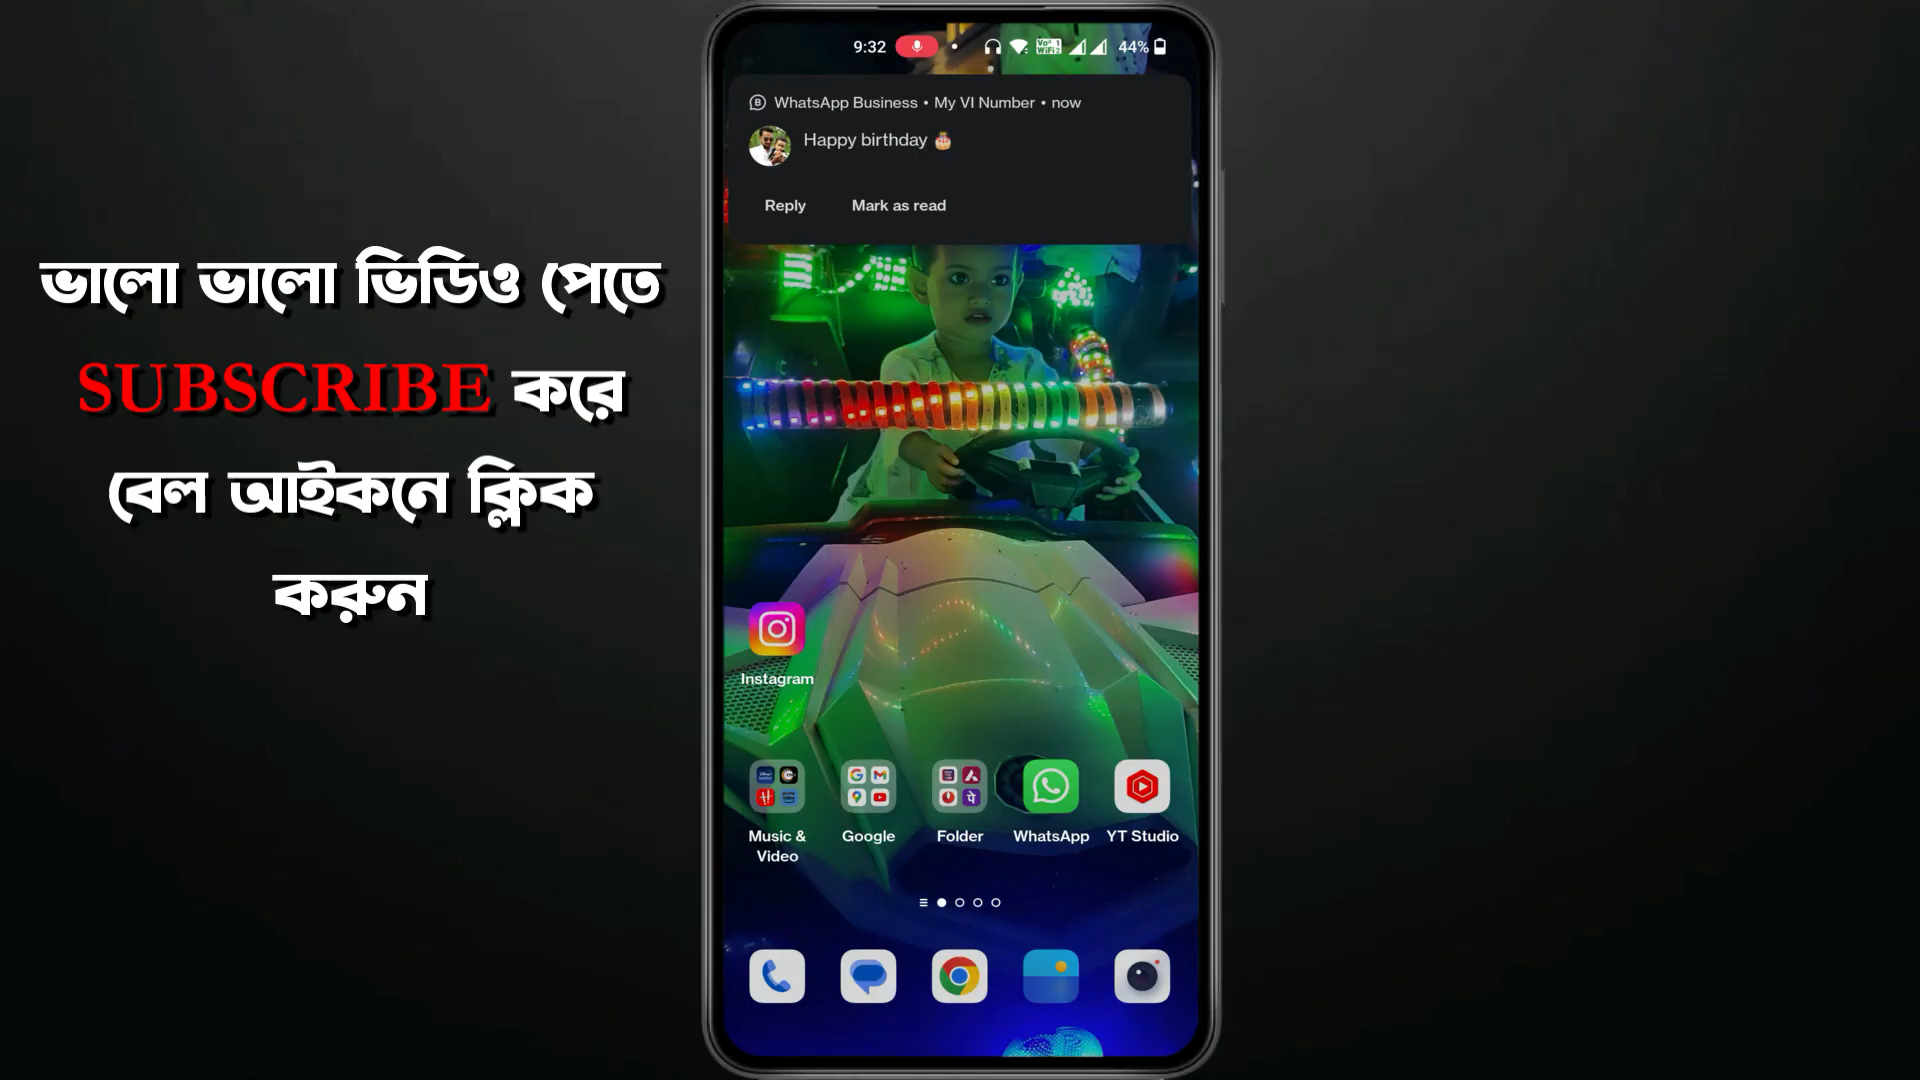 ভালো ভালো ভিডিও পেতে
SUBSCRIBE করে
বেল আইকনে ক্লিক
করুন
9:32
44%
WhatsApp Business • My VI Number • now
Happy birthday 🎂
Reply Mark as read
Instagram
Music & Video
Google
Folder
WhatsApp
YT Studio